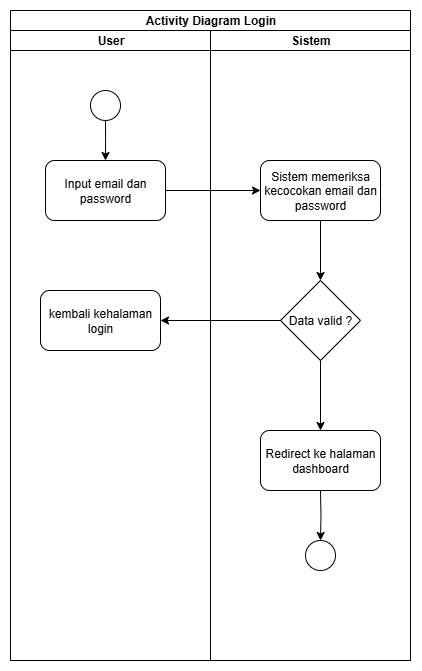 Activity Diagram Login
User
Sistem
Input email dan
password
Sistem memeriksa
kecocokan email dan
password
kembali kehalaman
login
Data valid ?
Redirect ke halaman
dashboard